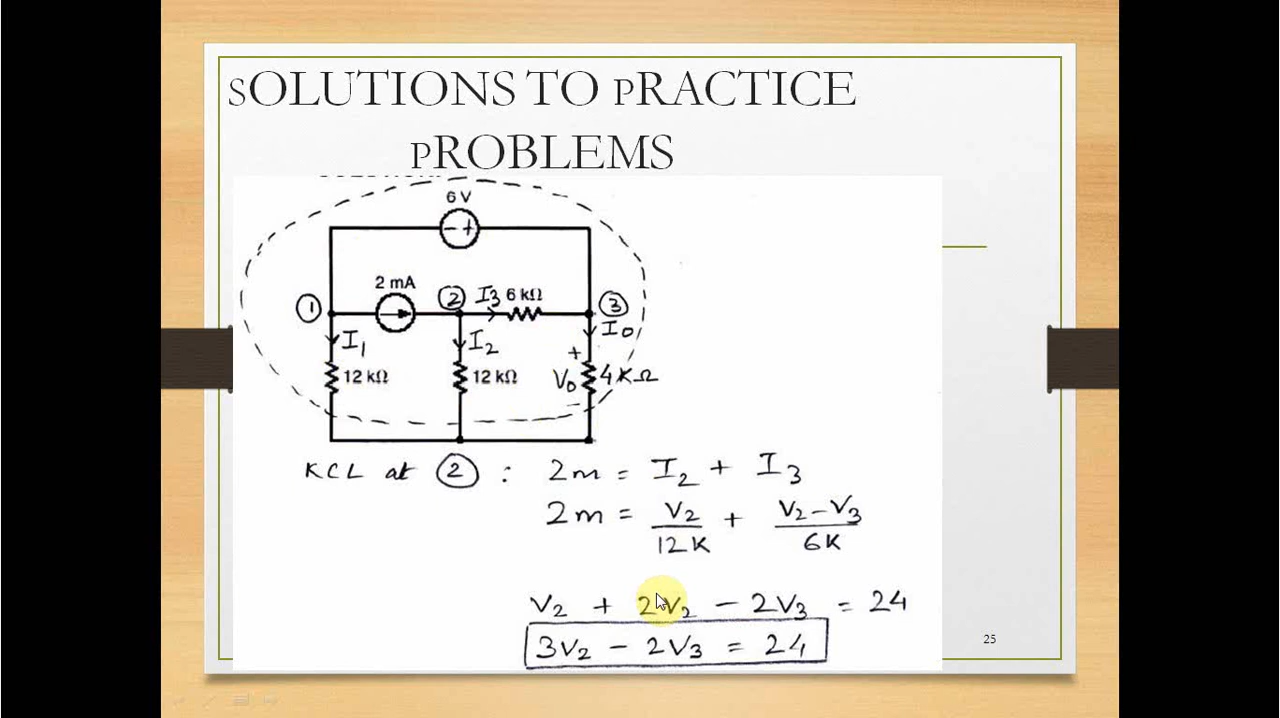 SOLUTIONS TO PRACTICE
PROBLEMS
6 V
- +
2 mA
2
I3
6 kΩ
1
3
I1
I2
I0
+
12 kΩ
12 kΩ
V0
4KΩ
-
KCL at 2 : 2m = I2 + I3
2m = V2/12K + V2-V3/6K
V2 + 2V2 - 2V3 = 24
3V2 - 2V3 = 24
25